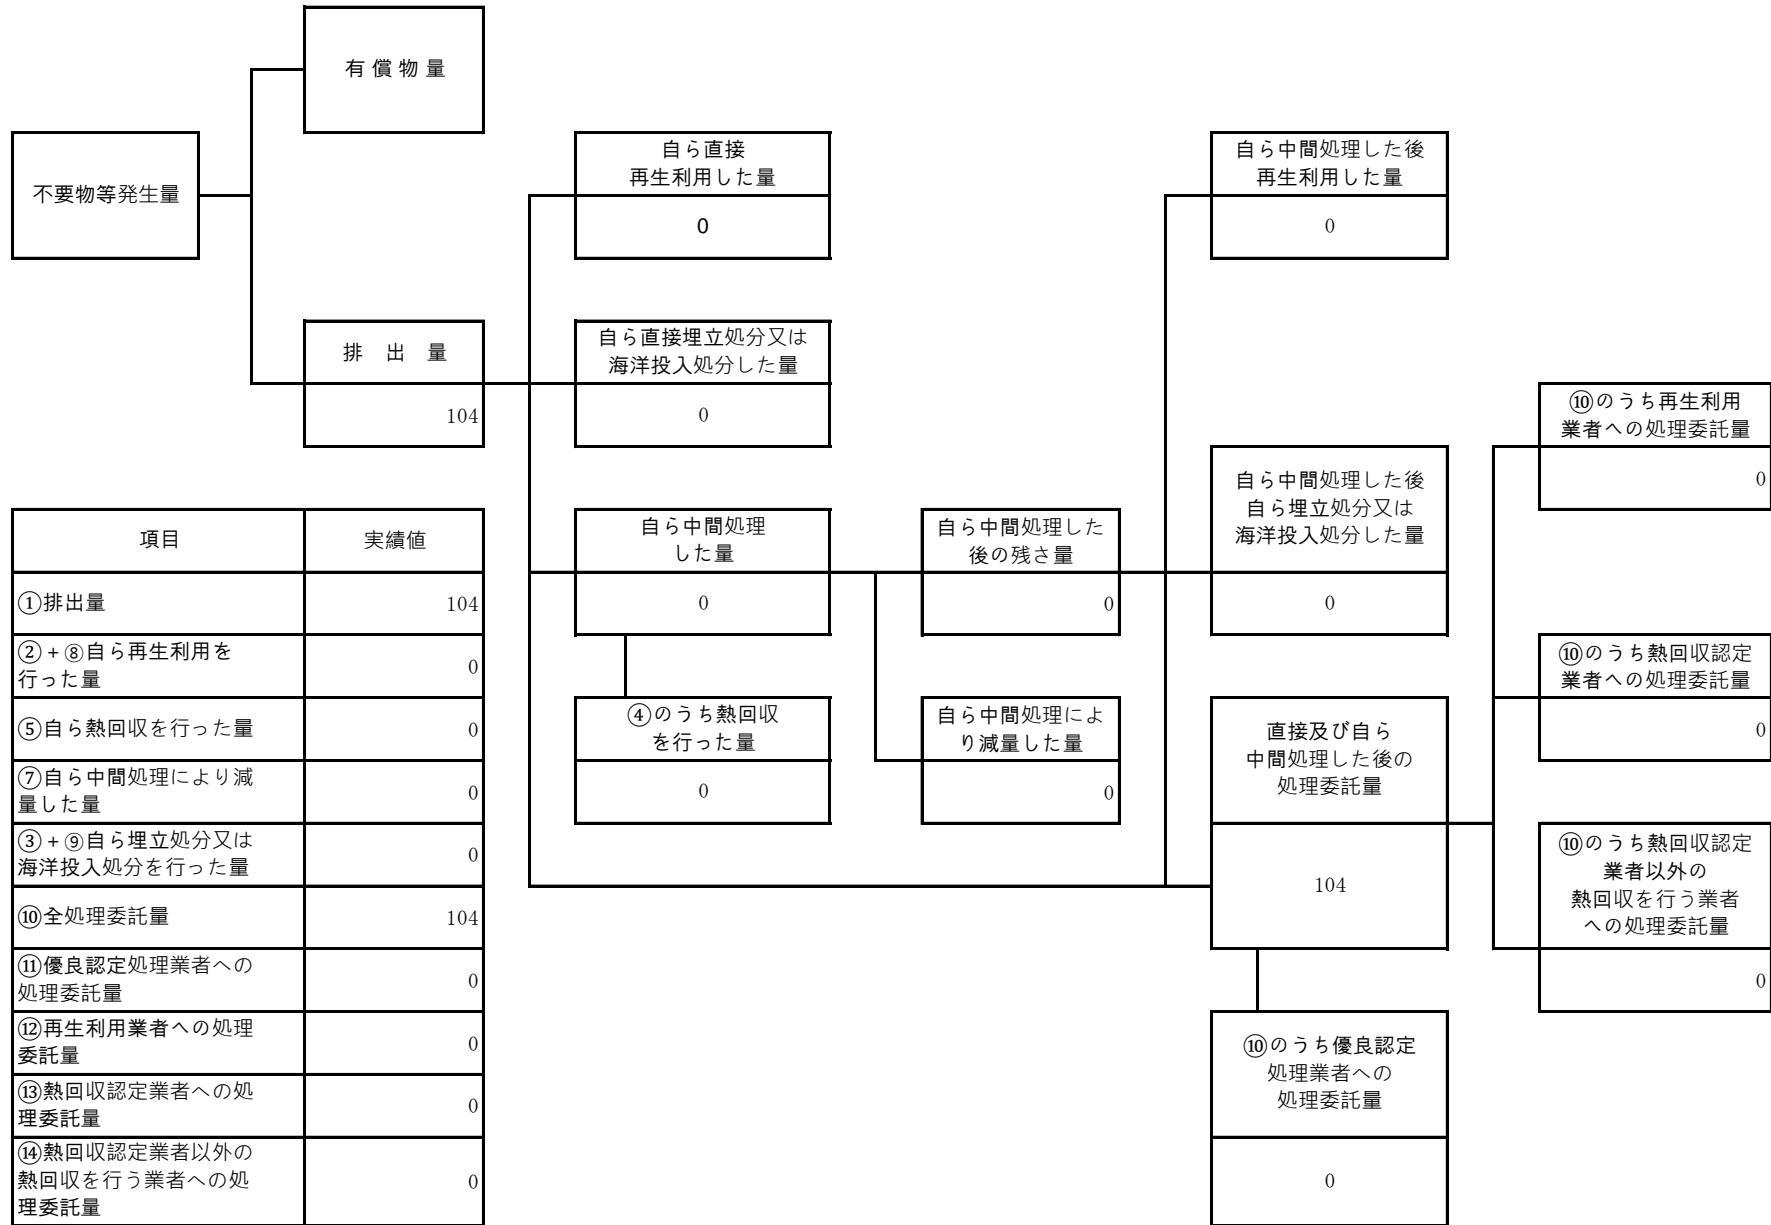 有 償 物 量
不要物等発生量
自ら直接
再生利用した量
0
自ら中間処理した後
再生利用した量
0
排 出 量
104
自ら直接埋立処分又は
海洋投入処分した量
0
⑩のうち再生利用
業者への処理委託量
0
自ら中間処理
した量
0
自ら中間処理した
後の残さ量
0
自ら中間処理した後
自ら埋立処分又は
海洋投入処分した量
0
⑩のうち熱回収認定
業者への処理委託量
0
④のうち熱回収
を行った量
0
自ら中間処理によ
り減量した量
0
直接及び自ら
中間処理した後の
処理委託量
104
⑩のうち熱回収認定
業者以外の
熱回収を行う業者
への処理委託量
0
⑩のうち優良認定
処理業者への
処理委託量
0
項目 実績値
①排出量 104
②+⑧自ら再生利用を
行った量 0
⑤自ら熱回収を行った量 0
⑦自ら中間処理により減
量した量 0
③+⑨自ら埋立処分又は
海洋投入処分を行った量 0
⑩全処理委託量 104
⑪優良認定処理業者への
処理委託量 0
⑫再生利用業者への処理
委託量 0
⑬熱回収認定業者への処
理委託量 0
⑭熱回収認定業者以外の
熱回収を行う業者への処
理委託量 0